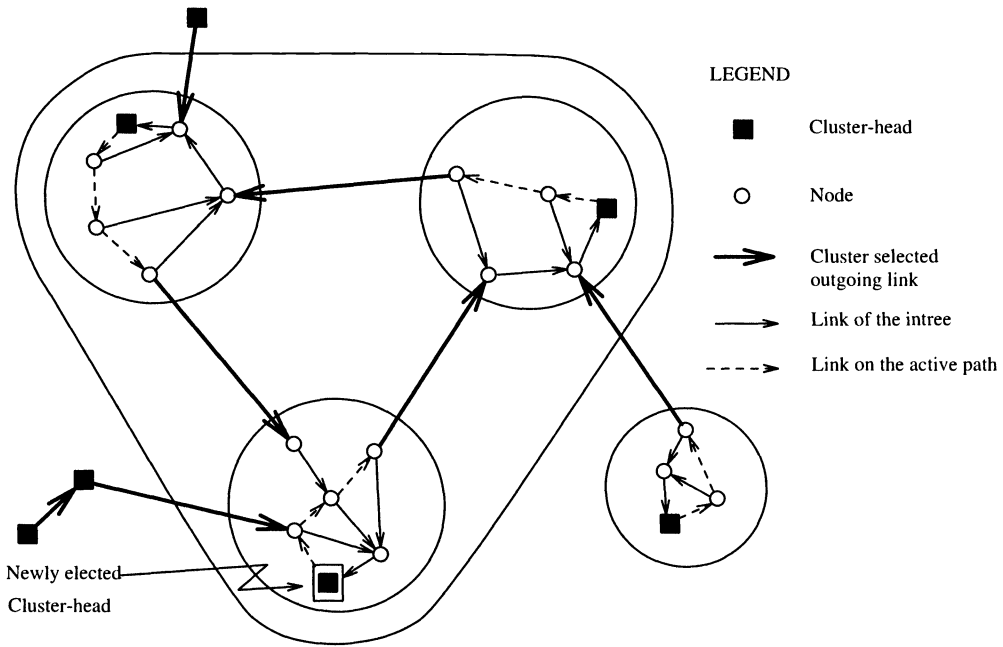 LEGEND
Cluster-head
Node
Cluster selected
outgoing link
Link of the intree
Link on the active path
Newly elected
Cluster-head